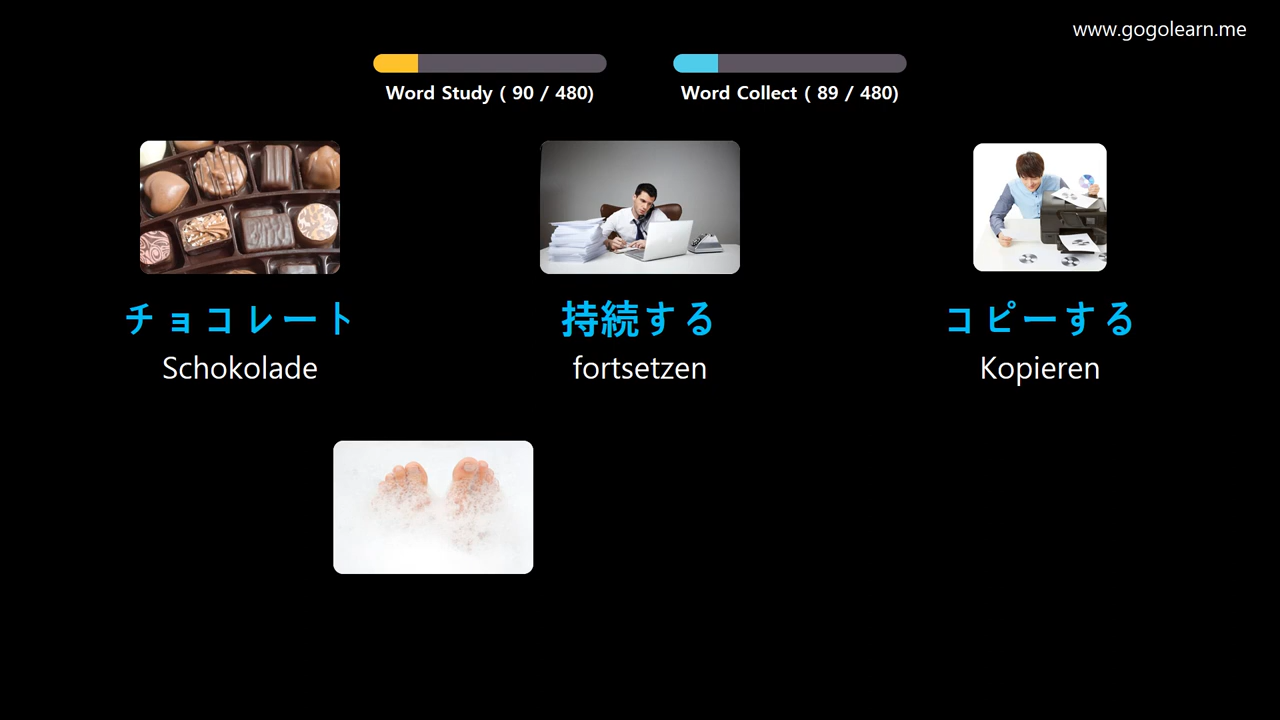 www.gogolearn.me
Word Study ( 90 / 480)
Word Collect ( 89 / 480)
チョコレート
Schokolade
持続する
fortsetzen
コピーする
Kopieren